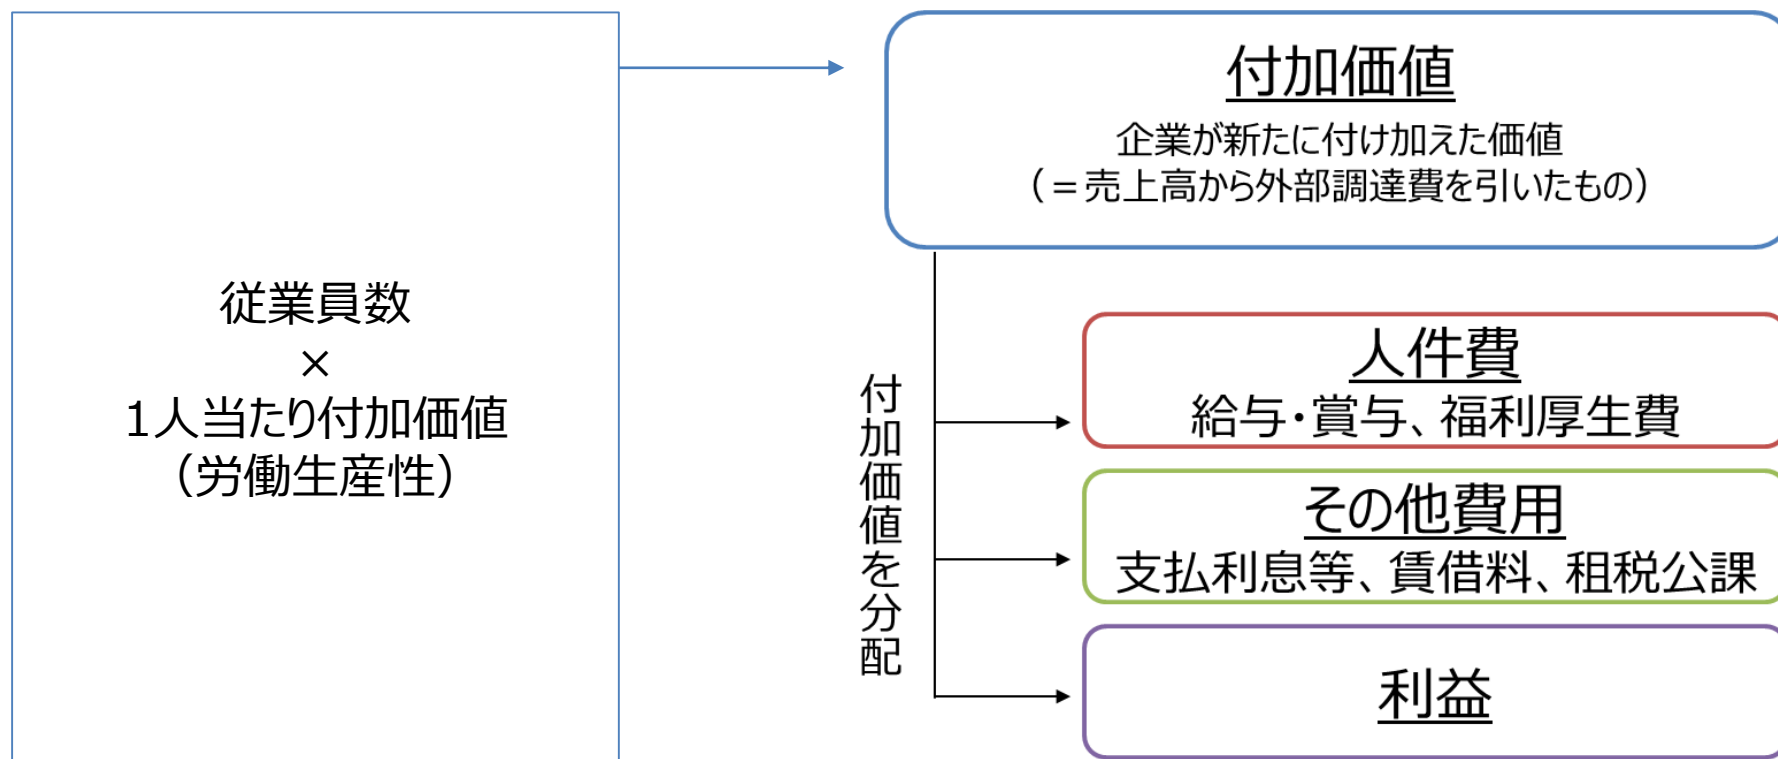 従業員数
×
1人当たり付加価値
（労働生産性）
付加価値
企業が新たに付け加えた価値
（＝売上高から外部調達費を引いたもの）
付加価値を分配
人件費
給与・賞与、福利厚生費
その他費用
支払利息等、賃借料、租税公課
利益